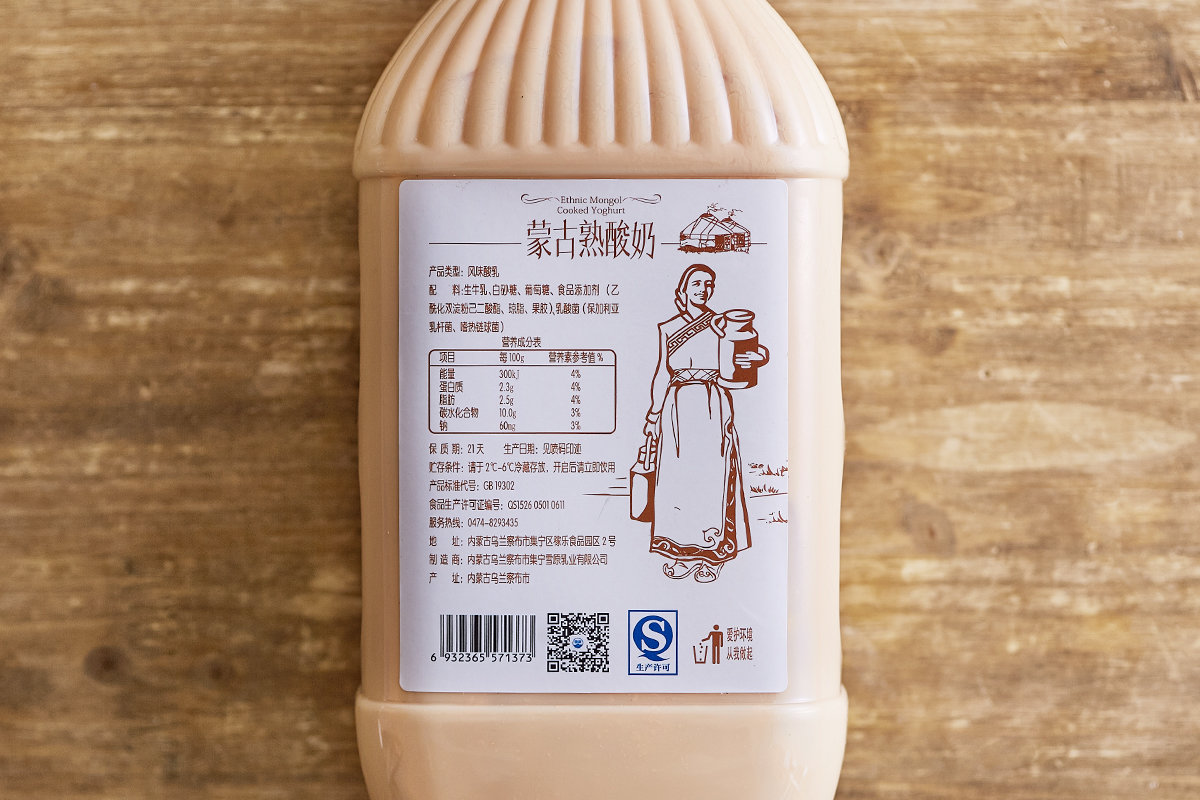 Ethnic Mongol
Cooked Yoghurt
蒙古熟酸奶
产品类型：风味酸乳
配 料:生牛乳、白砂糖、葡萄糖、食品添加剂（乙
酰化双淀粉己二酸酯、琼脂、果胶)、乳酸菌（保加利亚
乳杆菌、嗜热链球菌）
营养成分表
项目 每100g 营养素参考值%
能量 300kJ 4%
蛋白质 2.3g 4%
脂肪 2.5g 4%
碳水化合物 10.0g 3%
钠 60mg 3%
保 质 期：21天 生产日期：见喷码印迹
贮存条件：请于2℃-6℃冷藏存放，开启后请立即饮用
产品标准代号：GB 19302
食品生产许可证编号：QS1526 0501 0611
服务热线：0474-8293435
地 址：内蒙古乌兰察布市集宁区稼乐食品园区2号
制 造 商：内蒙古乌兰察布市集宁雪原乳业有限公司
产 址：内蒙古乌兰察布市
6 932365 571373
S
生产许可
爱护环境
从我做起